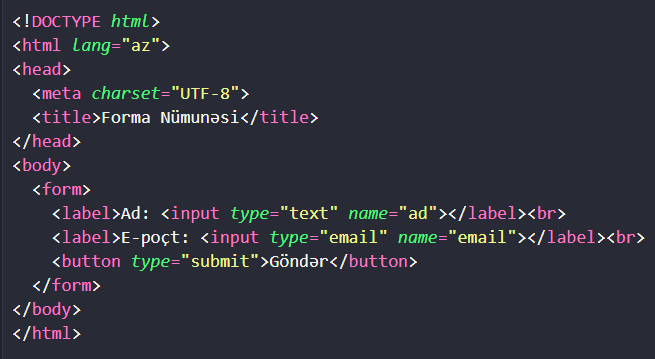 <!DOCTYPE html>
<html lang="az">
<head>
  <meta charset="UTF-8">
  <title>Forma Nümunəsi</title>
</head>
<body>
  <form>
    <label>Ad: <input type="text" name="ad"></label><br>
    <label>E-poçt: <input type="email" name="email"></label><br>
    <button type="submit">Göndər</button>
  </form>
</body>
</html>